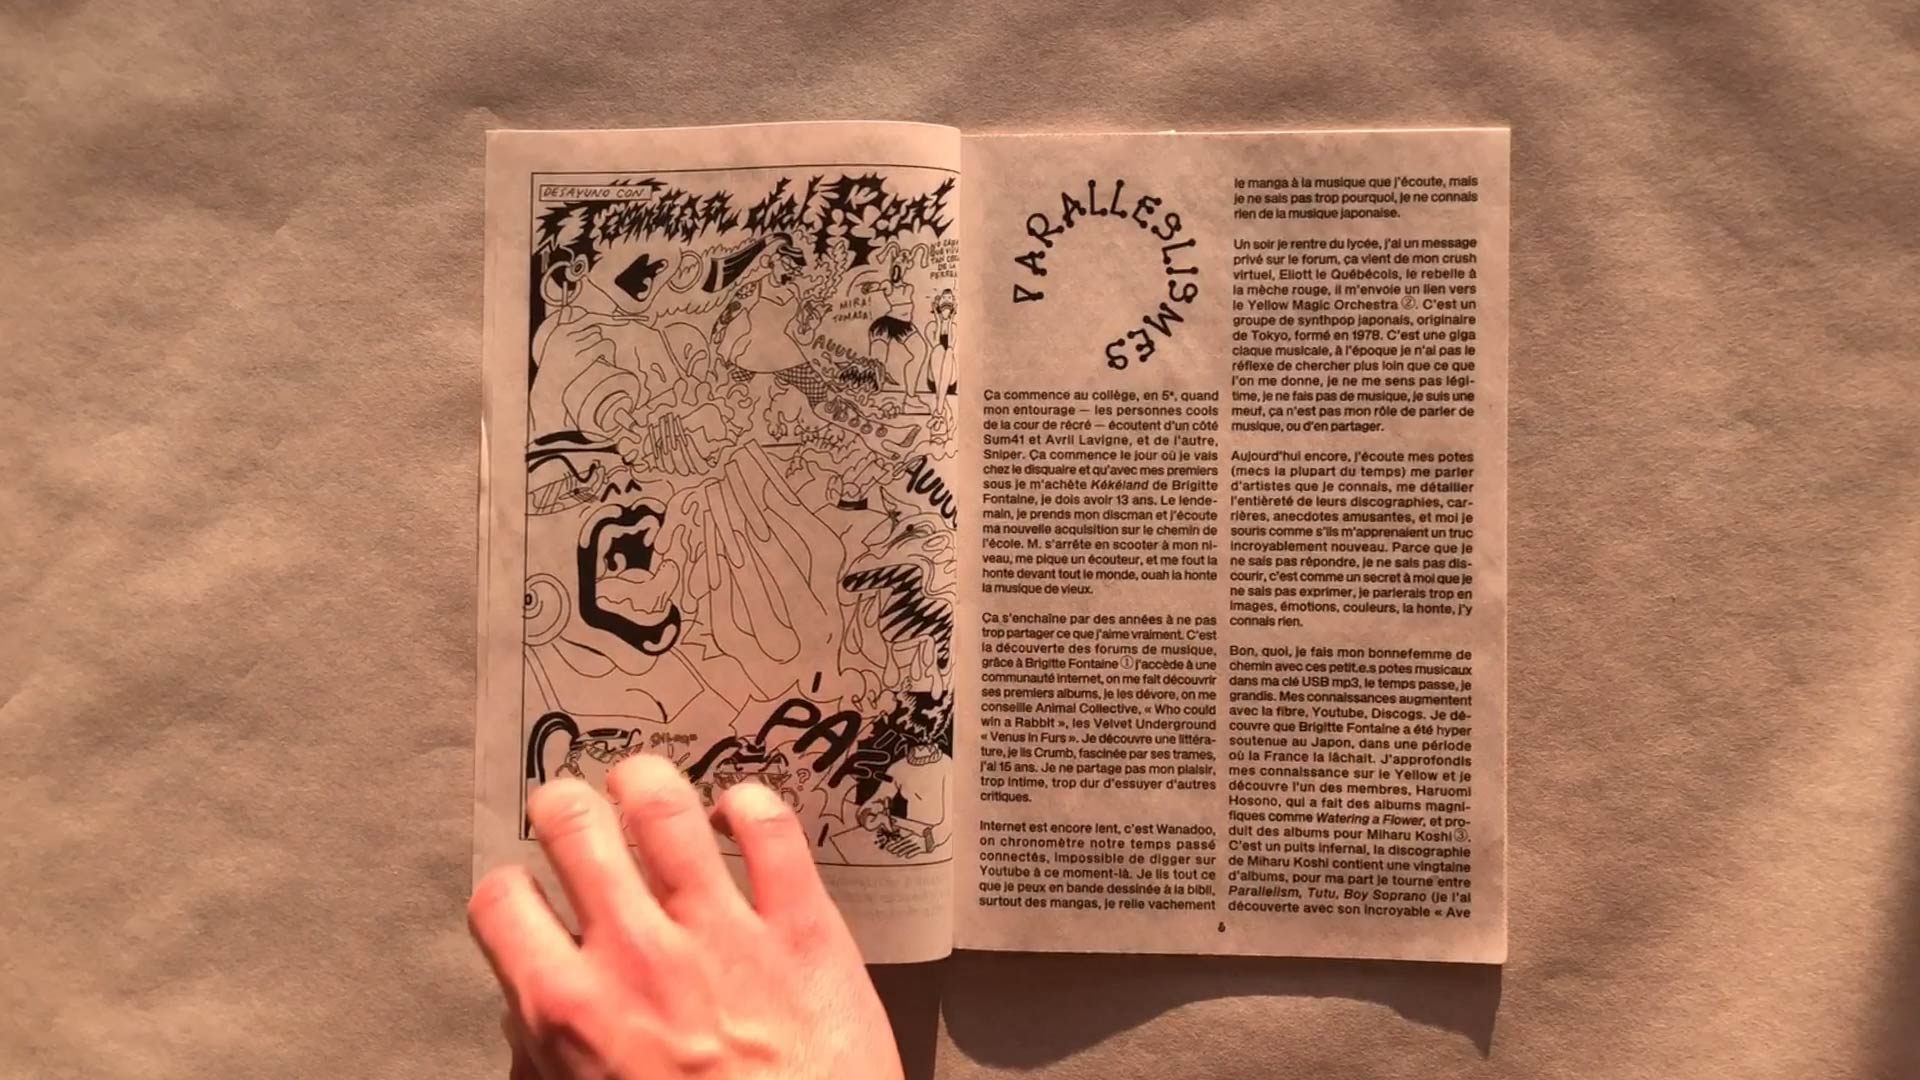 DESAYUNO CON
Tomasa del Real
MIRA!
TOMASA!
AUUU
AUUUU
¡PAF
PARALLESLISMES
Ça commence au collège, en 5e, quand
mon entourage — les personnes cools
de la cour de récré — écoutent d'un côté
Sum41 et Avril Lavigne, et de l'autre,
Sniper. Ça commence le jour où je vais
chez le disquaire et qu'avec mes premiers
sous je m'achète Kékéland de Brigitte
Fontaine, je dois avoir 13 ans. Le lende-
main, je prends mon discman et j'écoute
ma nouvelle acquisition sur le chemin de
l'école. M. s'arrête en scooter à mon ni-
veau, me pique un écouteur, et me fout la
honte devant tout le monde, ouah la honte
la musique de vieux.
Ça s'enchaîne par des années à ne pas
trop partager ce que j'aime vraiment. C'est
la découverte des forums de musique,
grâce à Brigitte Fontaine ① j'accède à une
communauté internet, on me fait découvrir
ses premiers albums, je les dévore, on me
conseille Animal Collective, « Who could
win a Rabbit », les Velvet Underground
« Venus in Furs ». Je découvre une littéra-
ture, je lis Crumb, fascinée par ses trames,
j'ai 15 ans. Je ne partage pas mon plaisir,
trop intime, trop dur d'essuyer d'autres
critiques.
Internet est encore lent, c'est Wanadoo,
on chronomètre notre temps passé
connectés, impossible de digger sur
Youtube à ce moment-là. Je lis tout ce
que je peux en bande dessinée à la bibli,
surtout des mangas, je relie vachement
le manga à la musique que j'écoute, mais
je ne sais pas trop pourquoi, je ne connais
rien de la musique japonaise.
Un soir je rentre du lycée, j'ai un message
privé sur le forum, ça vient de mon crush
virtuel, Eliott le Québécois, le rebelle à
la mèche rouge, il m'envoie un lien vers
le Yellow Magic Orchestra ②. C'est un
groupe de synthpop japonais, originaire
de Tokyo, formé en 1978. C'est une giga
claque musicale, à l'époque je n'ai pas le
réflexe de chercher plus loin que ce que
l'on me donne, je ne me sens pas légi-
time, je ne fais pas de musique, je suis une
meuf, ça n'est pas mon rôle de parler de
musique, ou d'en partager.
Aujourd'hui encore, j'écoute mes potes
(mecs la plupart du temps) me parler
d'artistes que je connais, me détailler
l'entièreté de leurs discographies, car-
rières, anecdotes amusantes, et moi je
souris comme s'ils m'apprenaient un truc
incroyablement nouveau. Parce que je
ne sais pas répondre, je ne sais pas dis-
courir, c'est comme un secret à moi que je
ne sais pas exprimer, je parlerais trop en
images, émotions, couleurs, la honte, j'y
connais rien.
Bon, quoi, je fais mon bonnefemme de
chemin avec ces petit.e.s potes musicaux
dans ma clé USB mp3, le temps passe, je
grandis. Mes connaissances augmentent
avec la fibre, Youtube, Discogs. Je dé-
couvre que Brigitte Fontaine a été hyper
soutenue au Japon, dans une période
où la France la lâchait. J'approfondis
mes connaissance sur le Yellow et je
découvre l'un des membres, Haruomi
Hosono, qui a fait des albums magni-
fiques comme Watering a Flower, et pro-
duit des albums pour Miharu Koshi ③.
C'est un puits infernal, la discographie
de Miharu Koshi contient une vingtaine
d'albums, pour ma part je tourne entre
Parallelism, Tutu, Boy Soprano (je l'ai
découverte avec son incroyable « Ave